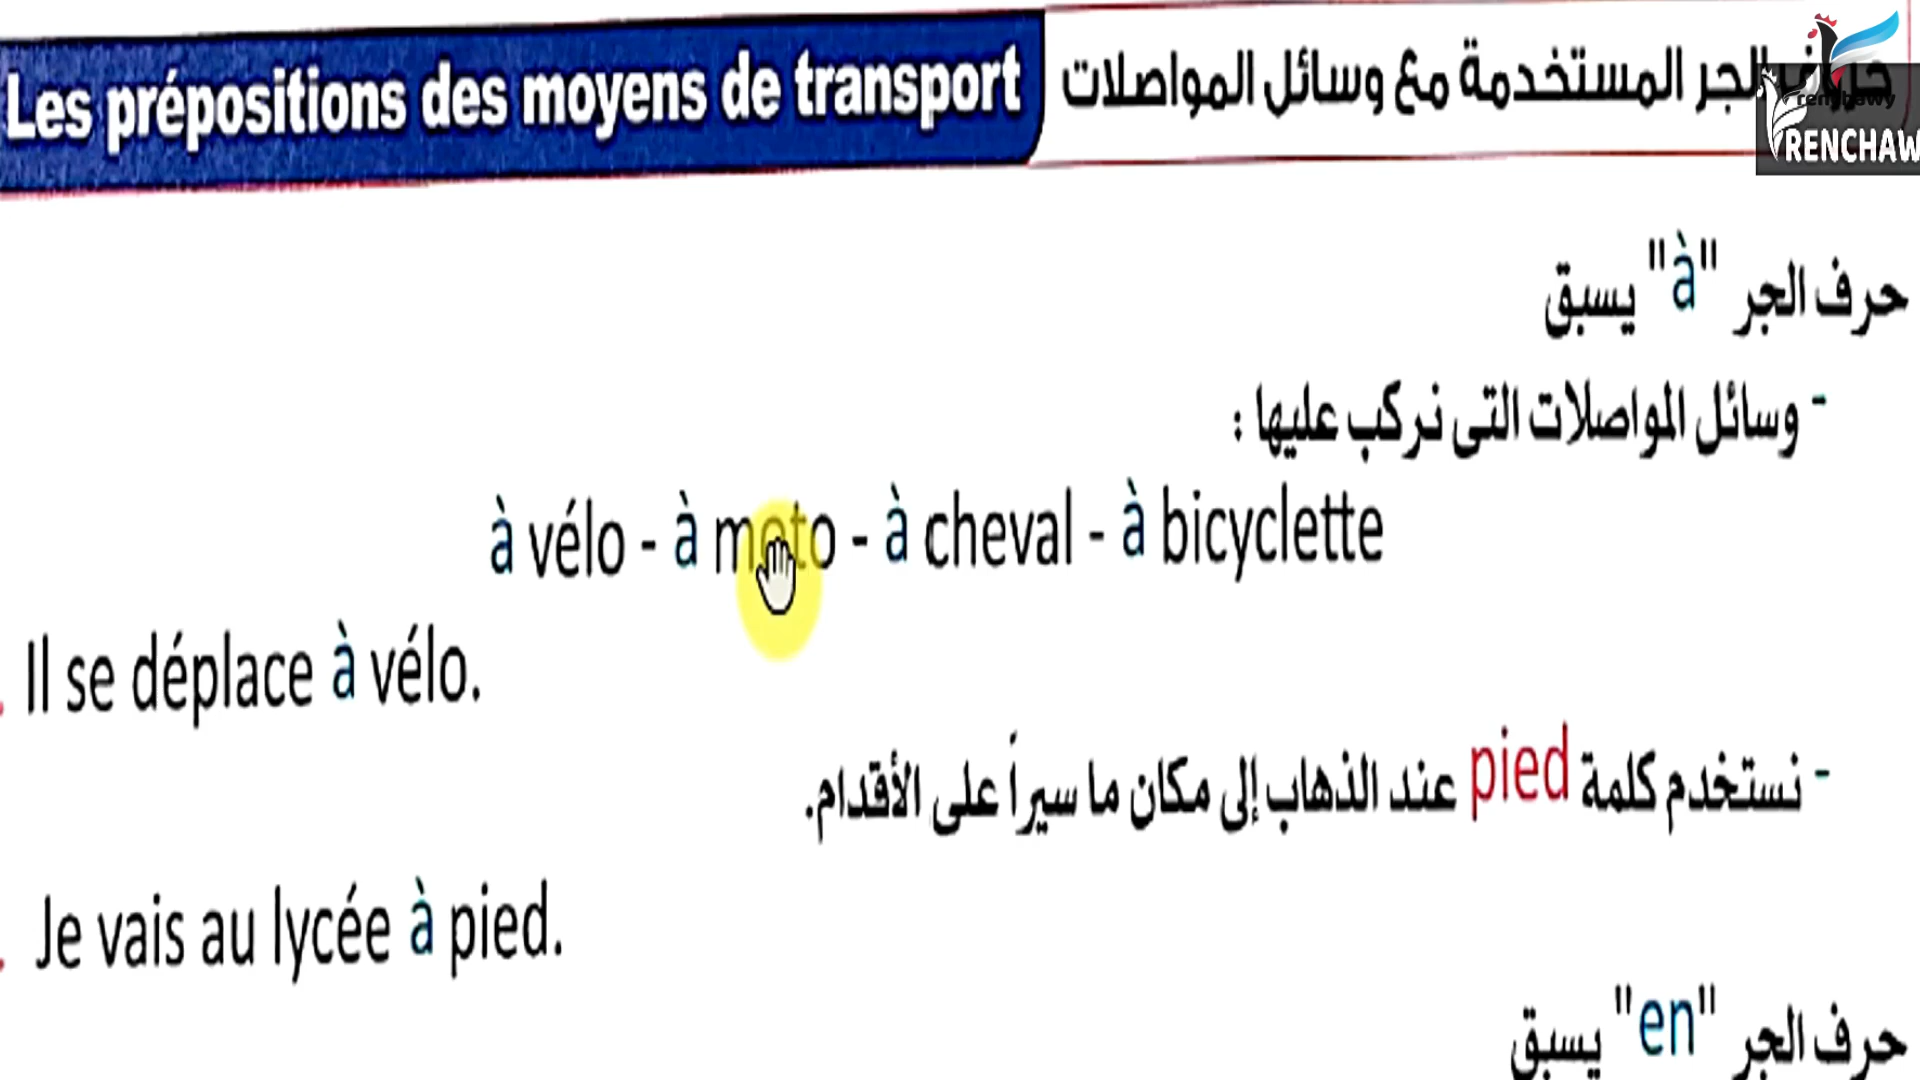 Les prépositions des moyens de transport
الجر المستخدمة مع وسائل المواصلات
renchawy
RENCHAW
حرف الجر "à" يسبق
- وسائل المواصلات التى نركب عليها :
à vélo - à moto - à cheval - à bicyclette
Il se déplace à vélo.
- نستخدم كلمة pied عند الذهاب إلى مكان ما سيراً على الأقدام.
Je vais au lycée à pied.
حرف الجر "en" يسبق